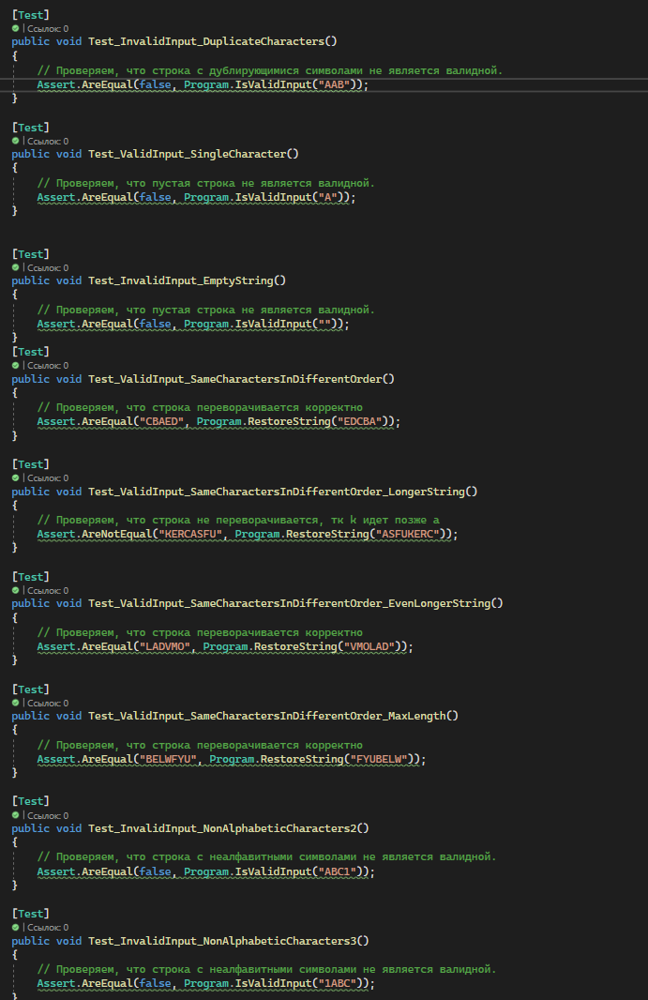 [Test]
| Ссылок: 0
public void Test_InvalidInput_DuplicateCharacters()
{
// Проверяем, что строка с дублирующимися символами не является валидной.
Assert.AreEqual(false, Program.IsValidInput("AAB"));
}
[Test]
| Ссылок: 0
public void Test_ValidInput_SingleCharacter()
{
// Проверяем, что пустая строка не является валидной.
Assert.AreEqual(false, Program.IsValidInput("A"));
}
[Test]
| Ссылок: 0
public void Test_InvalidInput_EmptyString()
{
// Проверяем, что пустая строка не является валидной.
Assert.AreEqual(false, Program.IsValidInput(""));
}
[Test]
| Ссылок: 0
public void Test_ValidInput_SameCharactersInDifferentOrder()
{
// Проверяем, что строка переворачивается корректно
Assert.AreEqual("CBAED", Program.RestoreString("EDCBA"));
}
[Test]
| Ссылок: 0
public void Test_ValidInput_SameCharactersInDifferentOrder_LongerString()
{
// Проверяем, что строка не переворачивается, тк k идет позже a
Assert.AreNotEqual("KERCASFU", Program.RestoreString("ASFUKERC"));
}
[Test]
| Ссылок: 0
public void Test_ValidInput_SameCharactersInDifferentOrder_EvenLongerString()
{
// Проверяем, что строка переворачивается корректно
Assert.AreEqual("LADVMO", Program.RestoreString("VMOLAD"));
}
[Test]
| Ссылок: 0
public void Test_ValidInput_SameCharactersInDifferentOrder_MaxLength()
{
// Проверяем, что строка переворачивается корректно
Assert.AreEqual("BELWFYU", Program.RestoreString("FYUBELW"));
}
[Test]
| Ссылок: 0
public void Test_InvalidInput_NonAlphabeticCharacters2()
{
// Проверяем, что строка с неалфавитными символами не является валидной.
Assert.AreEqual(false, Program.IsValidInput("ABC1"));
}
[Test]
| Ссылок: 0
public void Test_InvalidInput_NonAlphabeticCharacters3()
{
// Проверяем, что строка с неалфавитными символами не является валидной.
Assert.AreEqual(false, Program.IsValidInput("1ABC"));
}